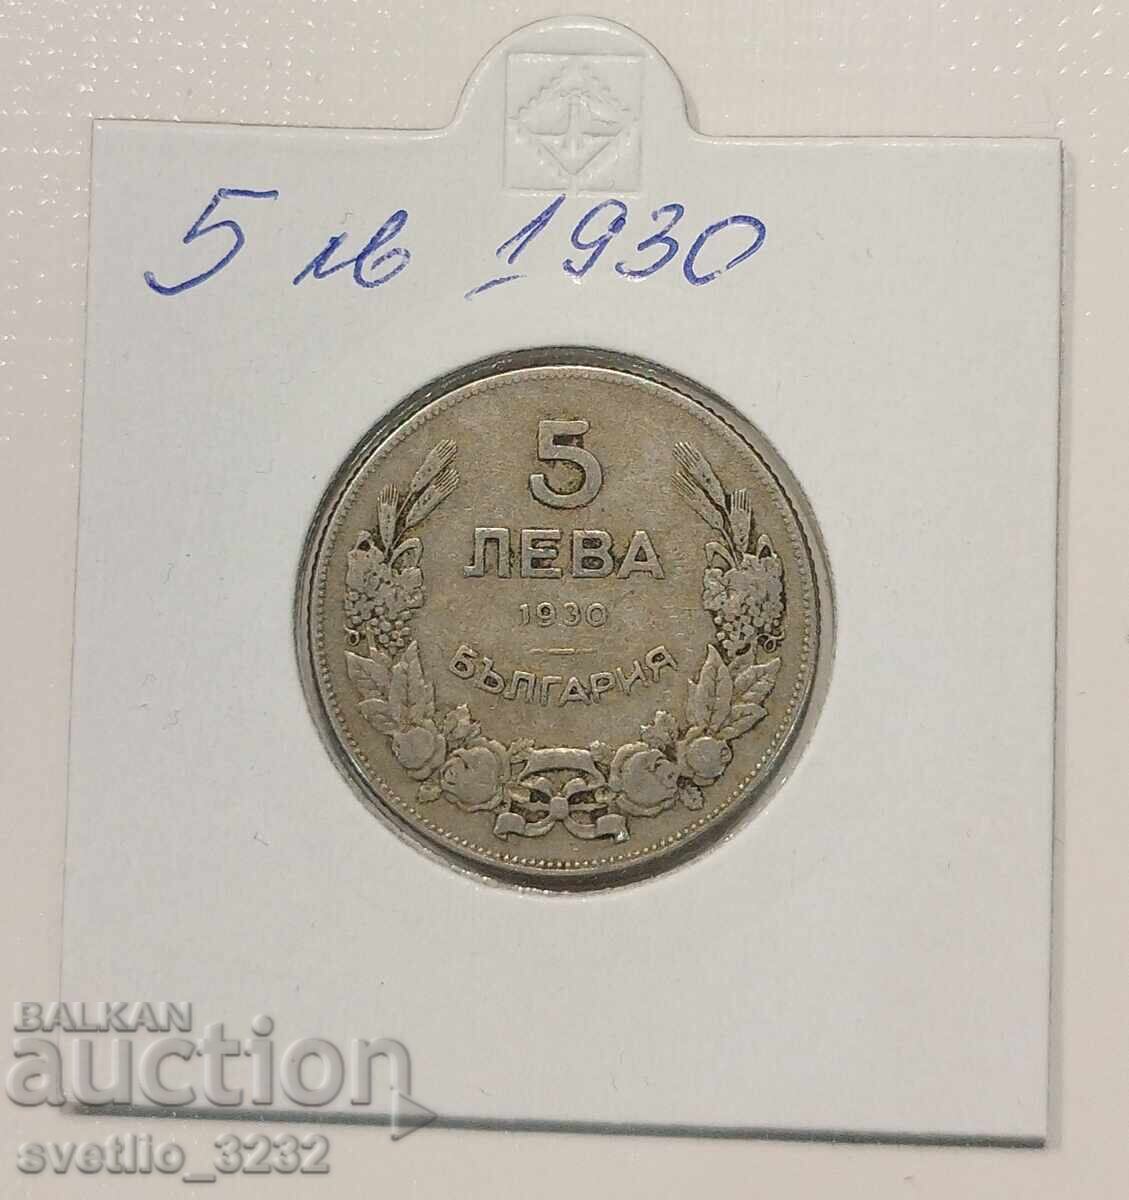 5 лв 1930
5
ЛЕВА
1930
БЪЛГАРИЯ
BALKAN
auction
svetlio_3232